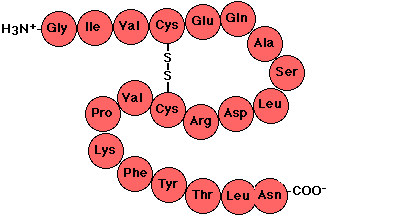 H3N+- Gly Ile Val Cys Glu Gln Ala Ser Leu Asp Arg Cys Val Pro Lys Phe Tyr Thr Leu Asn -COO-
S
S